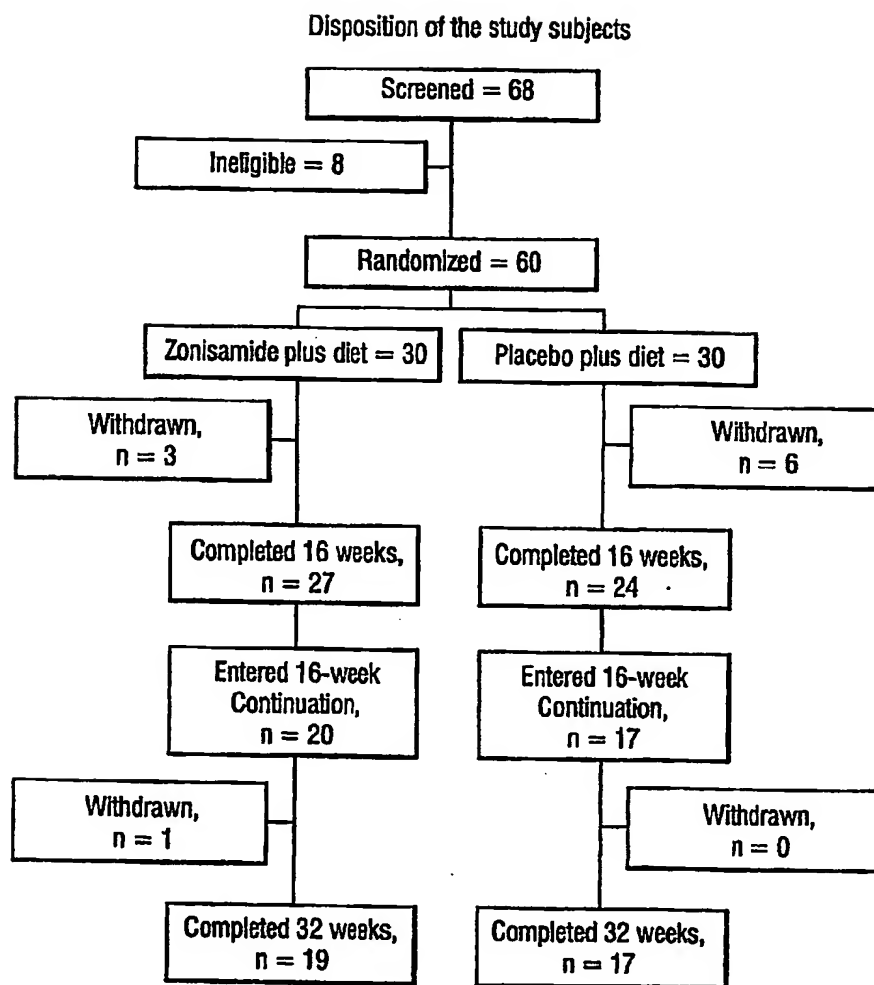 Disposition of the study subjects
Screened = 68
Ineligible = 8
Randomized = 60
Zonisamide plus diet = 30
Placebo plus diet = 30
Withdrawn,
n = 3
Withdrawn,
n = 6
Completed 16 weeks,
n = 27
Completed 16 weeks,
n = 24
Entered 16-week
Continuation,
n = 20
Entered 16-week
Continuation,
n = 17
Withdrawn,
n = 1
Withdrawn,
n = 0
Completed 32 weeks,
n = 19
Completed 32 weeks,
n = 17